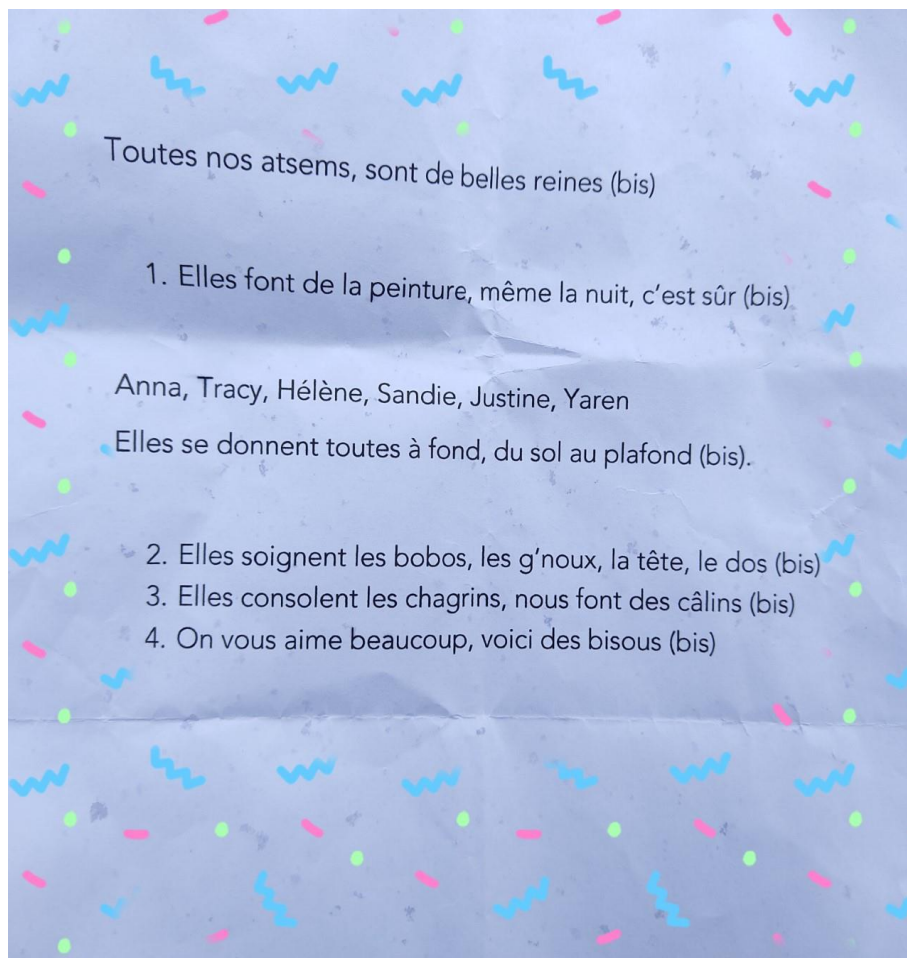 Toutes nos atsems, sont de belles reines (bis)
1. Elles font de la peinture, même la nuit, c'est sûr (bis)
Anna, Tracy, Hélène, Sandie, Justine, Yaren
Elles se donnent toutes à fond, du sol au plafond (bis).
2. Elles soignent les bobos, les g'noux, la tête, le dos (bis)
3. Elles consolent les chagrins, nous font des câlins (bis)
4. On vous aime beaucoup, voici des bisous (bis)